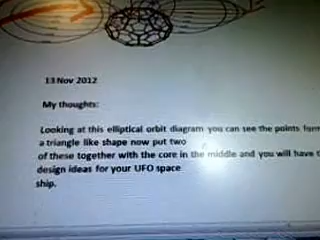 13 Nov 2012
My thoughts:
Looking at this elliptical orbit diagram you can see the points form
a triangle like shape now put two
of these together with the core in the middle and you will have
design ideas for your UFO space
ship.